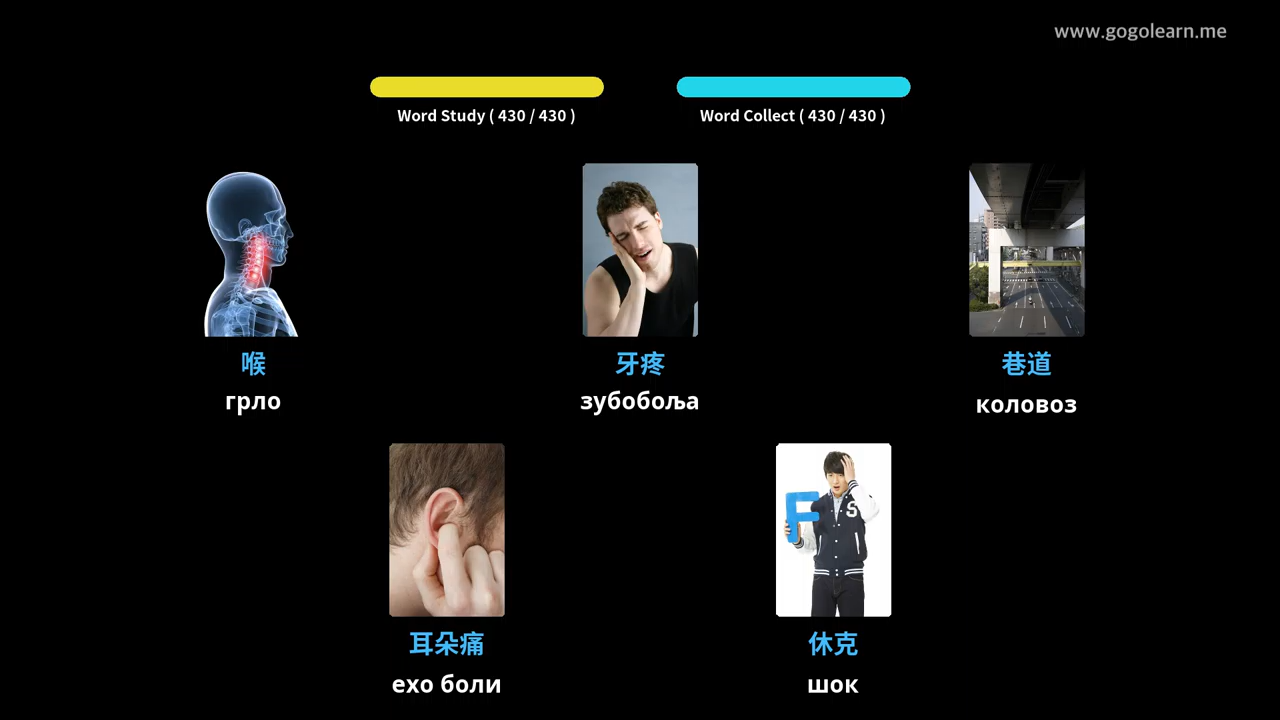 www.gogolearn.me
Word Study ( 430 / 430 )
Word Collect ( 430 / 430 )
喉
грло
牙疼
зубобоља
巷道
коловоз
F
S
耳朵痛
ехо боли
休克
шок